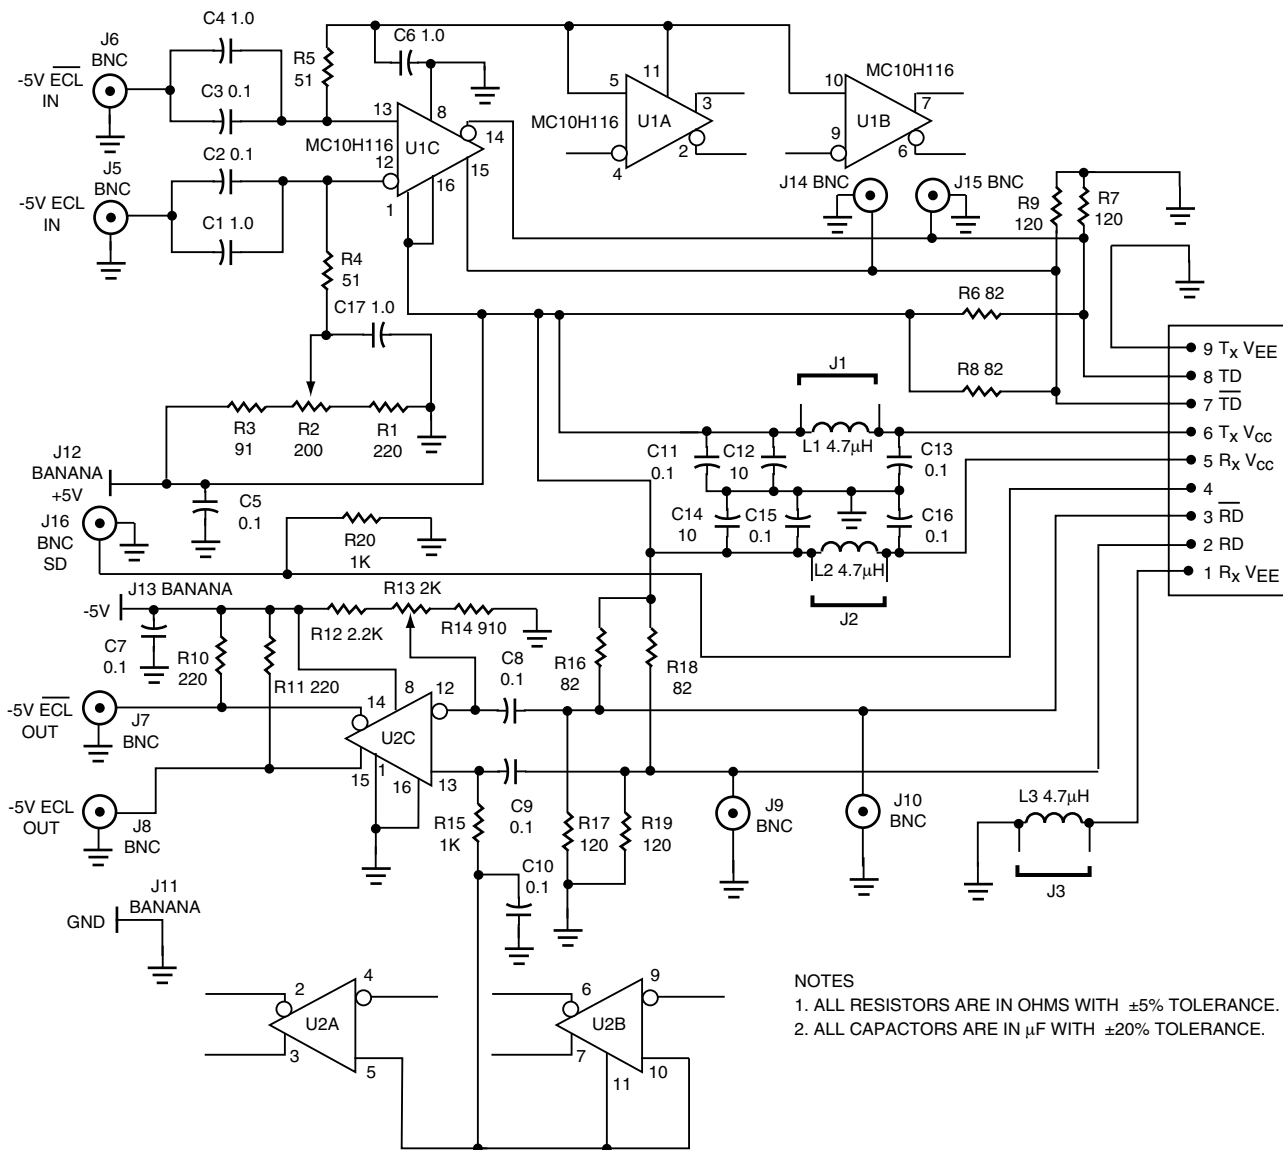 C4 1.0
J6
BNC
-5V ECL
IN
C3 0.1
R5
51
C6 1.0
13
8
14
MC10H116
12
U1C
15
16
1
C2 0.1
J5
BNC
-5V ECL
IN
C1 1.0
R4
51
C17 1.0
5
11
3
MC10H116
U1A
2
4
10
MC10H116
7
9
U1B
6
J14 BNC
J15 BNC
R9
120
R7
120
R6 82
R8 82
J1
R3
91
R2
200
R1
220
J12
BANANA
+5V
C5
0.1
J16
BNC
SD
R20
1K
C11
0.1
C12
10
L1 4.7μH
C13
0.1
C14
10
C15
0.1
C16
0.1
L2 4.7μH
J2
9 TX VEE
8 TD
7 TD
6 TX VCC
5 RX VCC
4
3 RD
2 RD
1 RX VEE
J13 BANANA
-5V
C7
0.1
R10
220
R11 220
R12 2.2K
R13 2K
R14 910
C8
0.1
R16
82
R18
82
-5V ECL
OUT
J7
BNC
14
8
12
U2C
15
1
16
13
-5V ECL
OUT
J8
BNC
R15
1K
C9
0.1
C10
0.1
R17
120
R19
120
J9
BNC
J10
BNC
L3 4.7μH
J3
J11
BANANA
GND
2
4
U2A
3
5
6
9
U2B
7
11
10
NOTES
1. ALL RESISTORS ARE IN OHMS WITH ±5% TOLERANCE.
2. ALL CAPACTORS ARE IN μF WITH ±20% TOLERANCE.